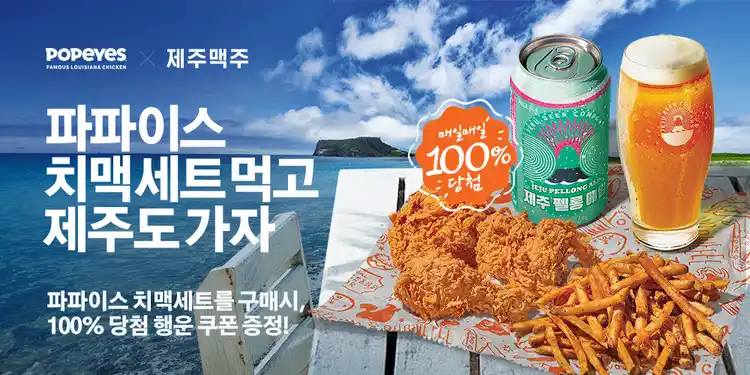 POPEYES × 제주맥주
FAMOUS LOUISIANA CHICKEN
파파이스
치맥 세트 먹고
제주도 가자
파파이스 치맥세트를 구매시,
100% 당첨 행운 쿠폰 증정!
매일매일
100%
당첨
JEJU BEER COMPANY
JEJU PELLONG ALE
제주 펠롱 에일